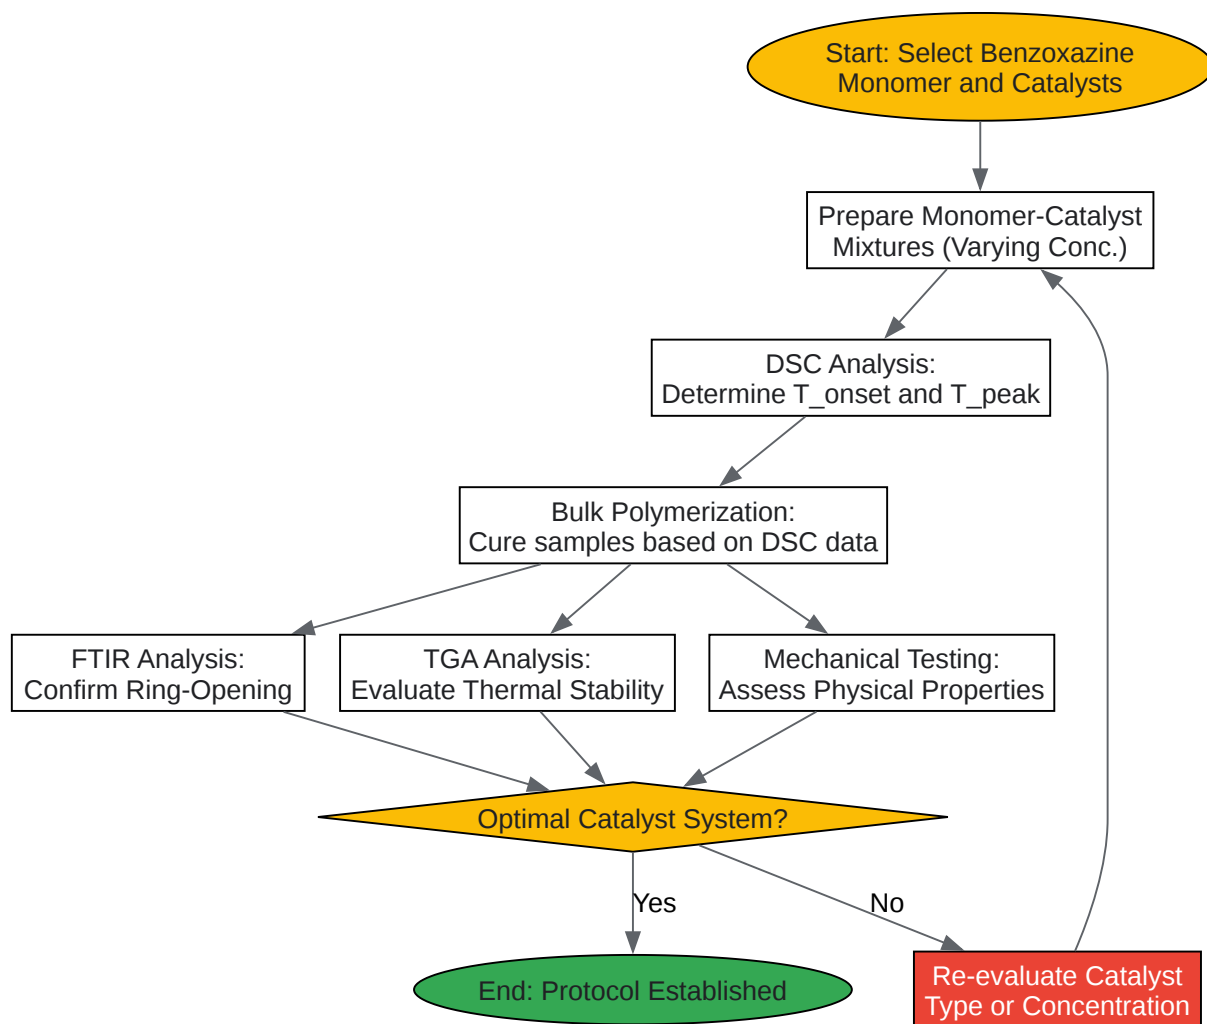 Start: Select Benzoxazine
Monomer and Catalysts
Prepare Monomer-Catalyst
Mixtures (Varying Conc.)
DSC Analysis:
Determine T_onset and T_peak
Bulk Polymerization:
Cure samples based on DSC data
FTIR Analysis:
Confirm Ring-Opening
TGA Analysis:
Evaluate Thermal Stability
Mechanical Testing:
Assess Physical Properties
Optimal Catalyst System?
Yes
No
End: Protocol Established
Re-evaluate Catalyst
Type or Concentration